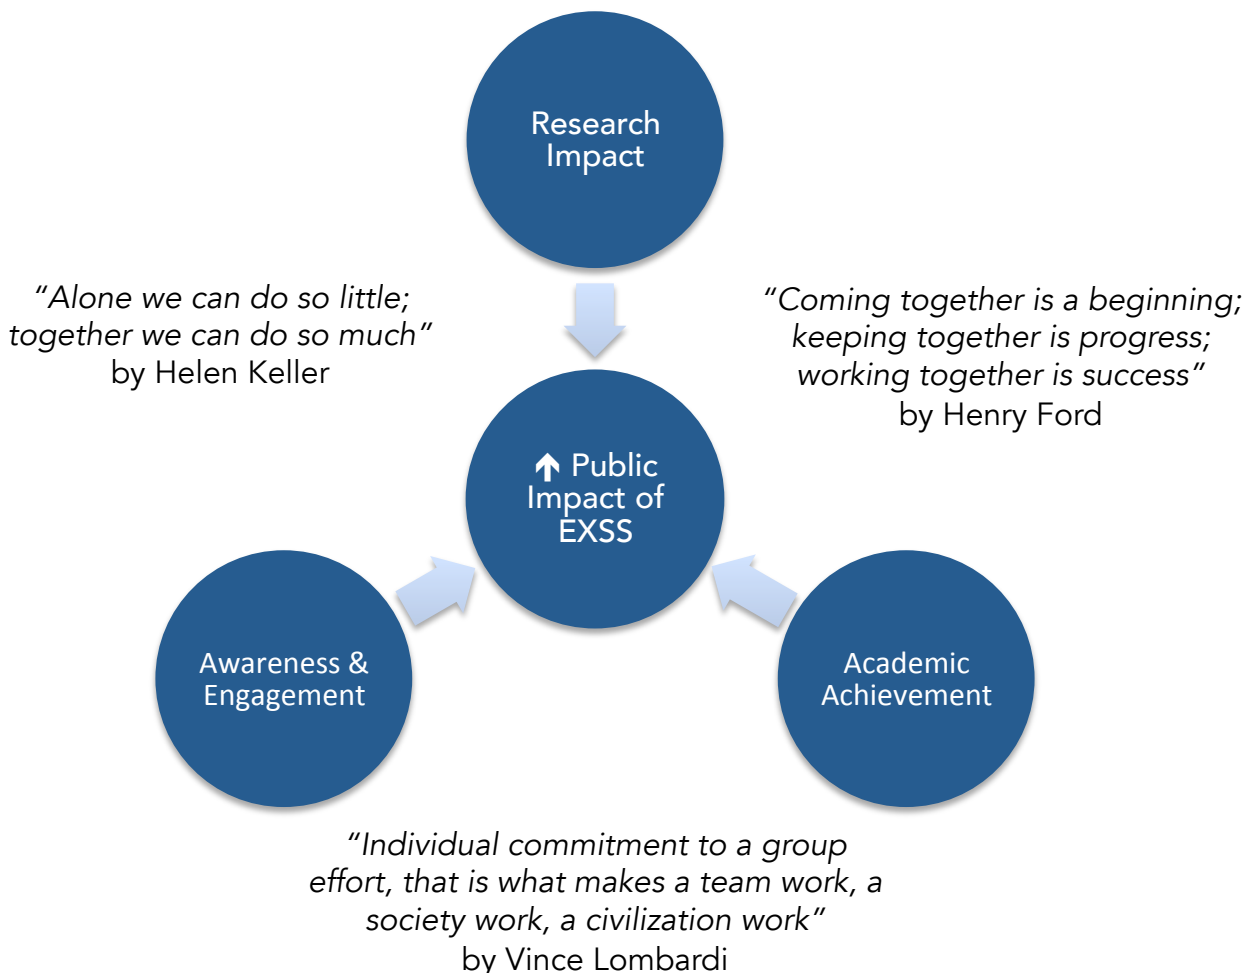 Research
Impact
“Alone we can do so little;
together we can do so much”
by Helen Keller
“Coming together is a beginning;
keeping together is progress;
working together is success”
by Henry Ford
↑ Public
Impact of
EXSS
Awareness &
Engagement
Academic
Achievement
“Individual commitment to a group
effort, that is what makes a team work, a
society work, a civilization work”
by Vince Lombardi